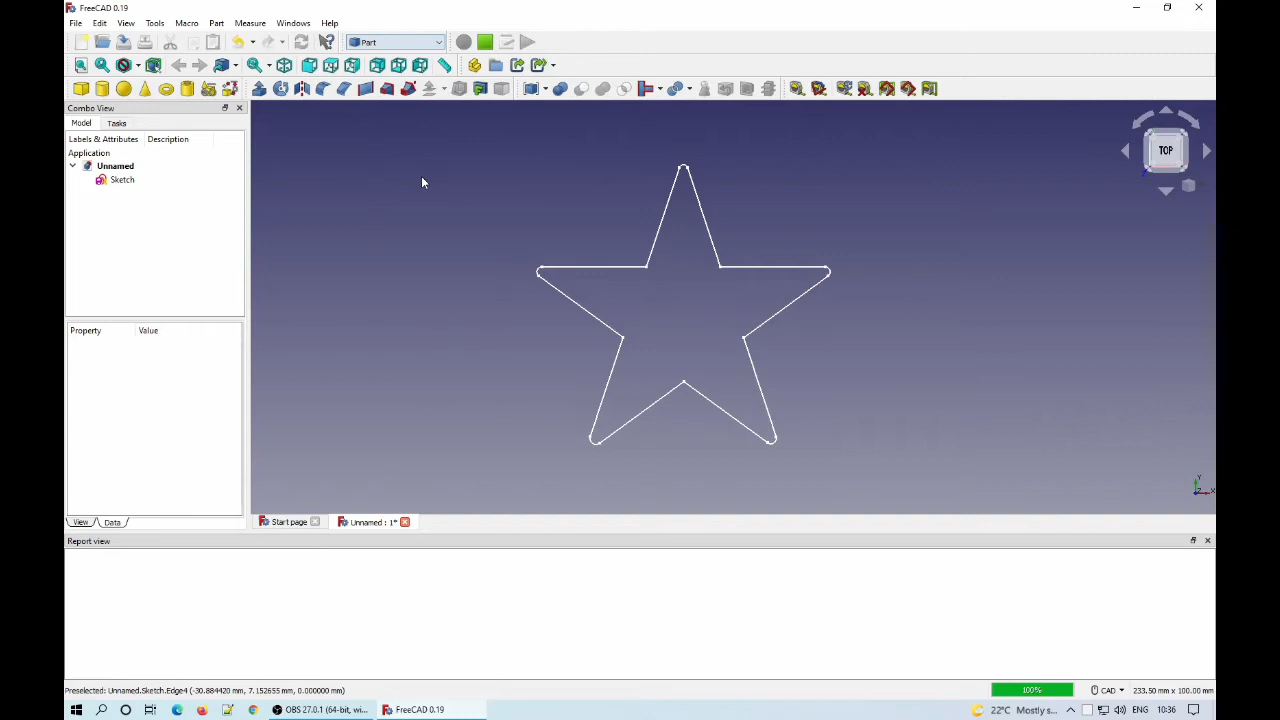 FreeCAD 0.19
File Edit View Tools Macro Part Measure Windows Help
Part
Combo View
Model Tasks
Labels & Attributes Description
Application
Unnamed
Sketch
TOP
Property Value
Y
Z X
View Data
Start page Unnamed : 1*
Report view
Preselected: Unnamed.Sketch.Edge4 (-30.884420 mm, 7.152655 mm, 0.000000 mm) 100% CAD 233.50 mm x 100.00 mm
OBS 27.0.1 (64-bit, wi... FreeCAD 0.19 22°C Mostly s... ENG 10:36